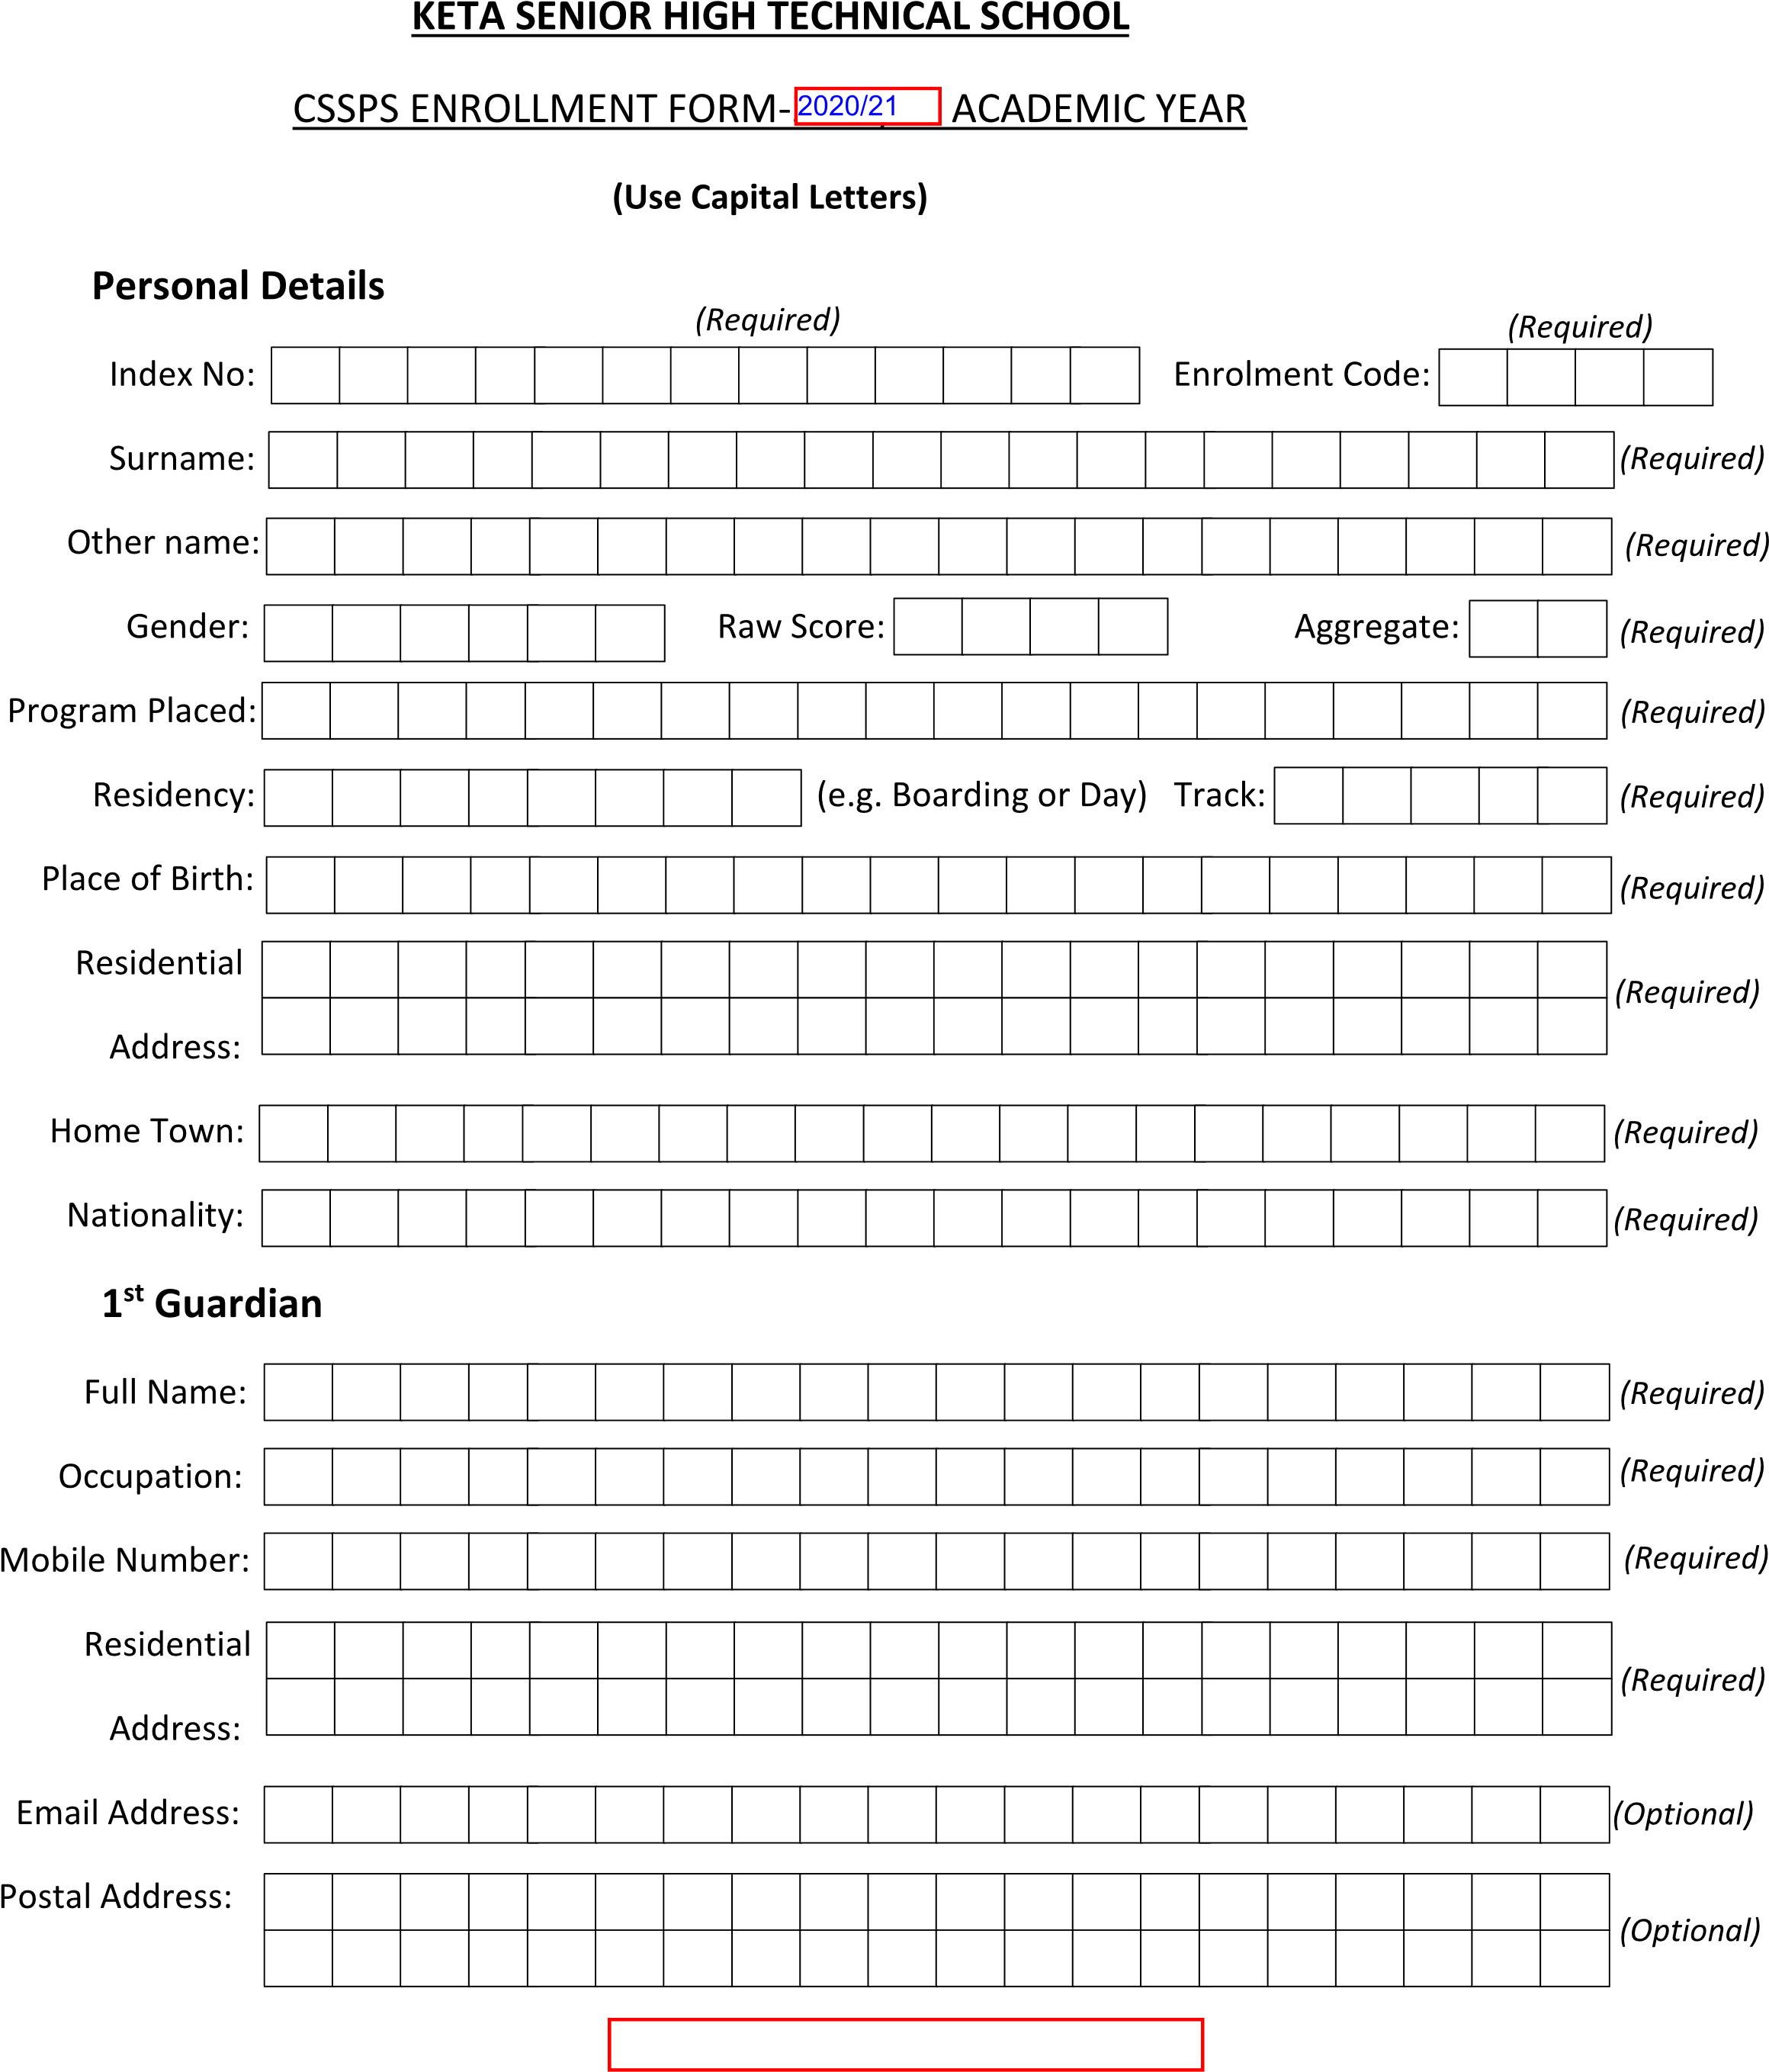 KETA SENIOR HIGH TECHNICAL SCHOOL
CSSPS ENROLLMENT FORM- 2020/21 ACADEMIC YEAR
(Use Capital Letters)
Personal Details
(Required) (Required)
Index No: Enrolment Code:
Surname: (Required)
Other name: (Required)
Gender: Raw Score: Aggregate: (Required)
Program Placed: (Required)
Residency: (e.g. Boarding or Day) Track: (Required)
Place of Birth: (Required)
Residential
(Required)
Address:
Home Town: (Required)
Nationality: (Required)
1st Guardian
Full Name: (Required)
Occupation: (Required)
Mobile Number: (Required)
Residential
(Required)
Address:
Email Address: (Optional)
Postal Address:
(Optional)